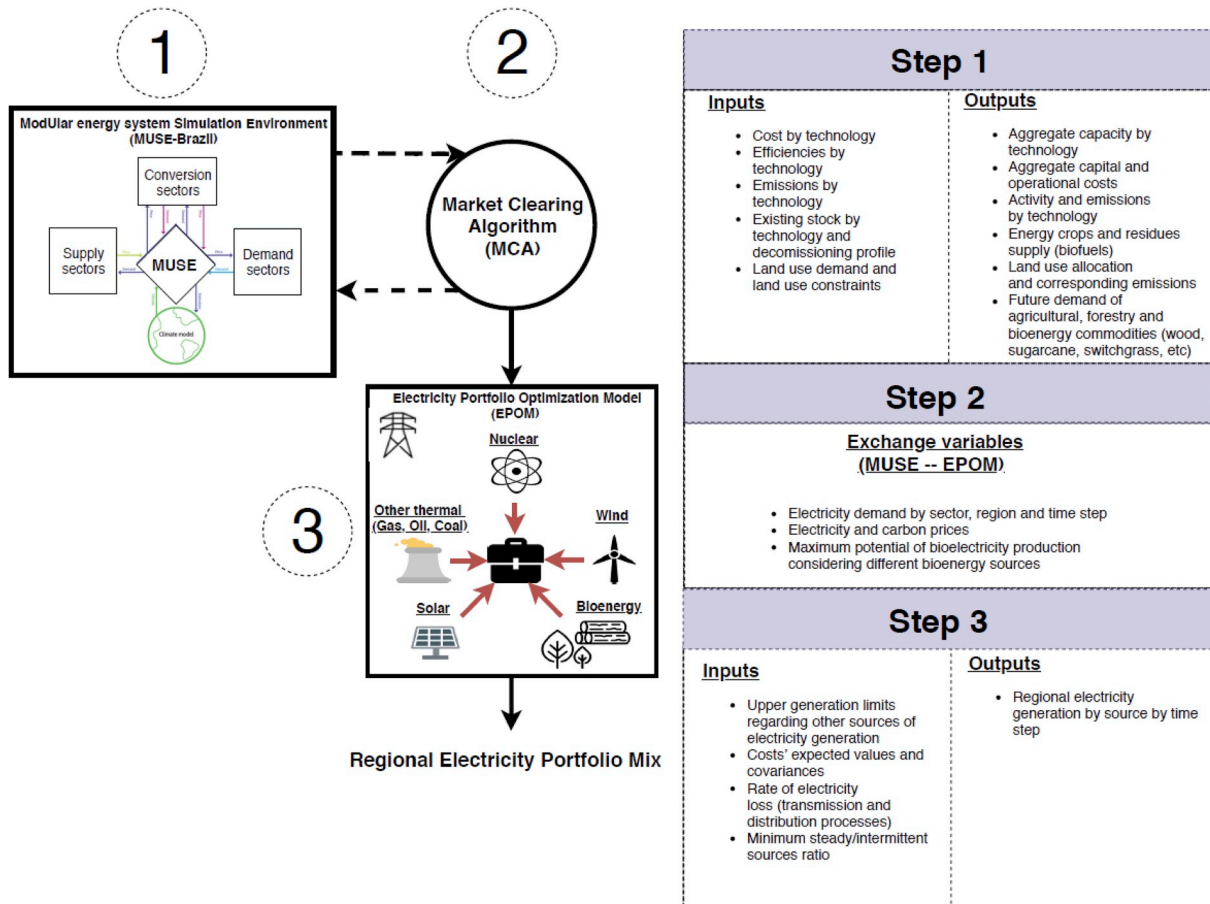 1
2
ModUlar energy system Simulation Environment
(MUSE-Brazil)
Conversion
sectors
Supply
sectors
MUSE
Demand
sectors
Climate model
Market Clearing
Algorithm
(MCA)
3
Electricity Portfolio Optimization Model
(EPOM)
Nuclear
Other thermal
(Gas, Oil, Coal)
Wind
Solar
Bioenergy
Regional Electricity Portfolio Mix
Step 1
Inputs
• Cost by technology
• Efficiencies by
technology
• Emissions by
technology
• Existing stock by
technology and
decomissioning profile
• Land use demand and
land use constraints
Outputs
• Aggregate capacity by
technology
• Aggregate capital and
operational costs
• Activity and emissions
by technology
• Energy crops and residues
supply (biofuels)
• Land use allocation
and corresponding emissions
• Future demand of
agricultural, forestry and
bioenergy commodities (wood,
sugarcane, switchgrass, etc)
Step 2
Exchange variables
(MUSE -- EPOM)
• Electricity demand by sector, region and time step
• Electricity and carbon prices
• Maximum potential of bioelectricity production
considering different bioenergy sources
Step 3
Inputs
• Upper generation limits
regarding other sources of
electricity generation
• Costs' expected values and
covariances
• Rate of electricity
loss (transmission and
distribution processes)
• Minimum steady/intermittent
sources ratio
Outputs
• Regional electricity
generation by source by time
step